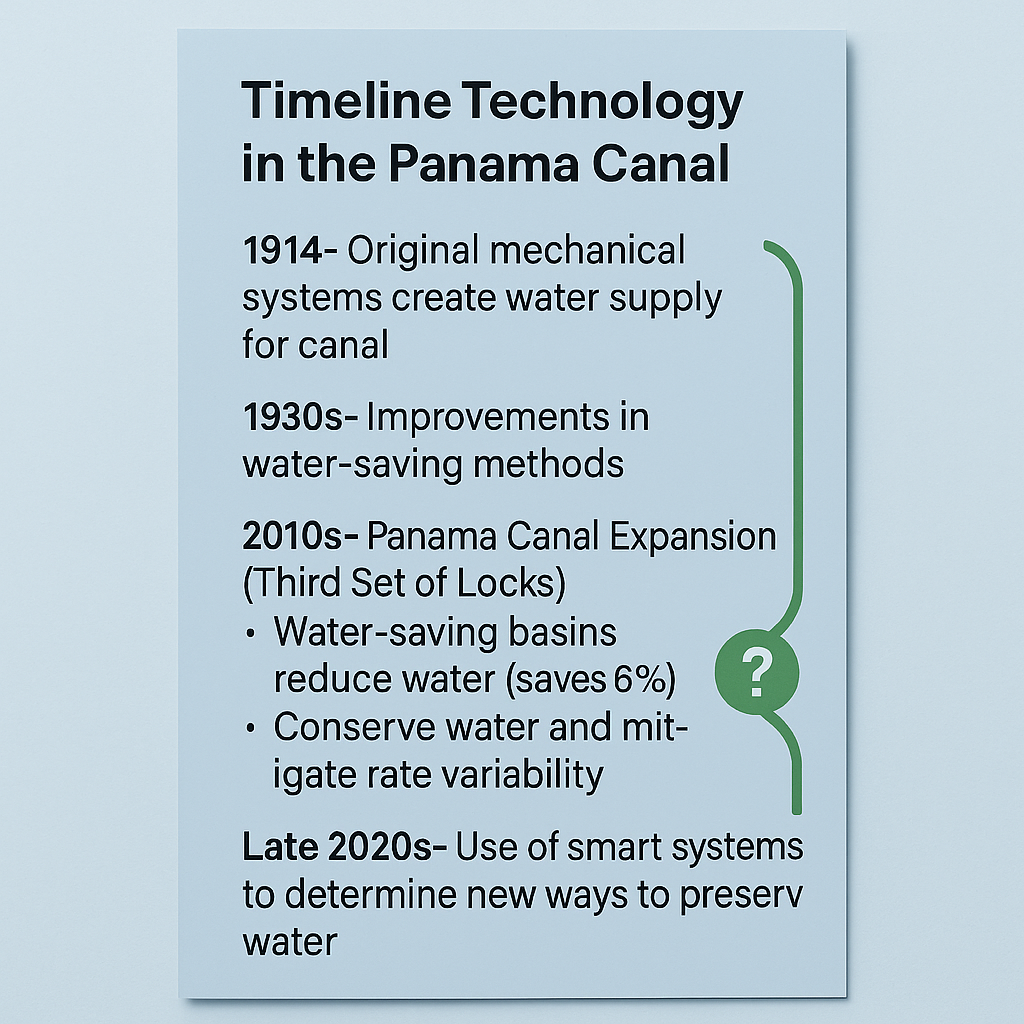 Timeline Technology
in the Panama Canal
1914- Original mechanical
systems create water supply
for canal
1930s- Improvements in
water-saving methods
2010s- Panama Canal Expansion
(Third Set of Locks)
• Water-saving basins
reduce water (saves 6%)
?
• Conserve water and mit-
igate rate variability
Late 2020s- Use of smart systems
to determine new ways to preserv
water